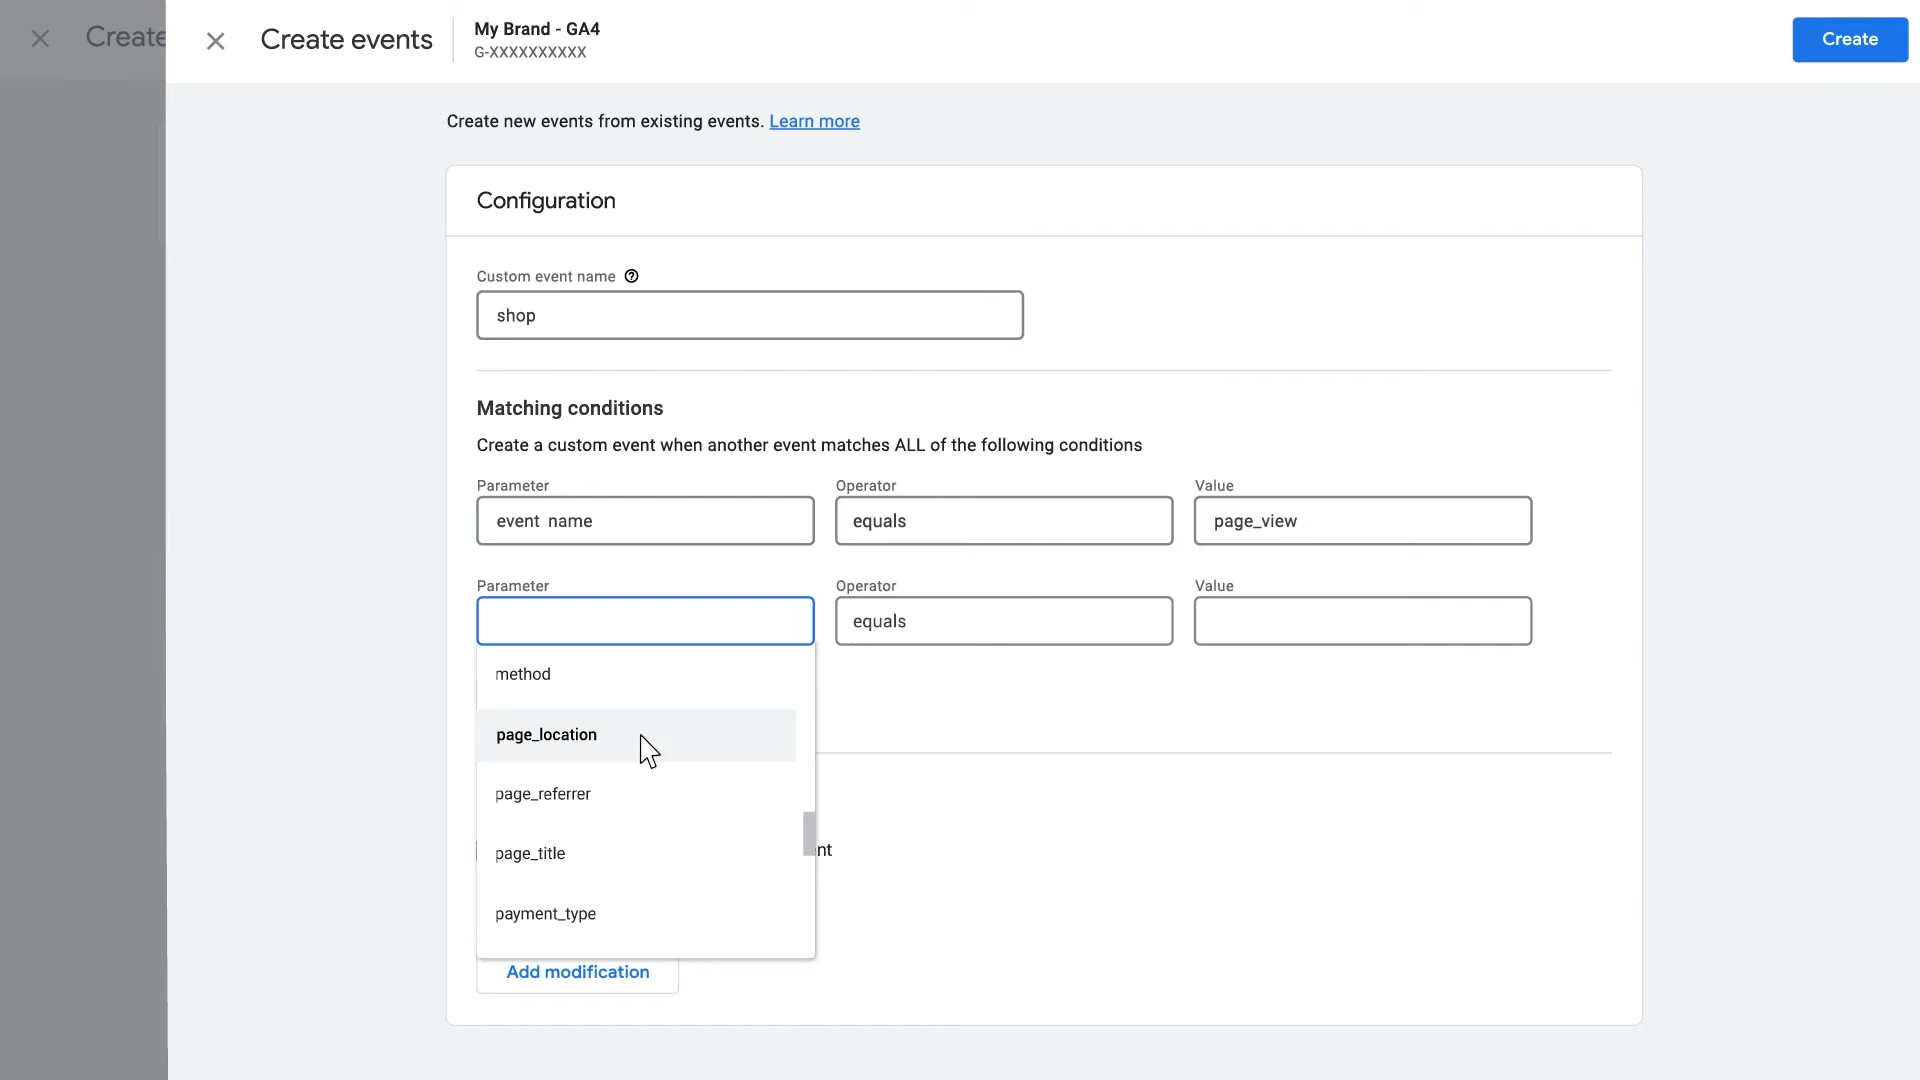 Create
Create events
My Brand - GA4
G-XXXXXXXXXX
Create
Create new events from existing events. Learn more
Configuration
Custom event name
shop
Matching conditions
Create a custom event when another event matches ALL of the following conditions
Parameter
Operator
Value
event name
equals
page_view
Parameter
Operator
Value
equals
method
page_location
page_referrer
page_title
payment_type
nt
Add modification